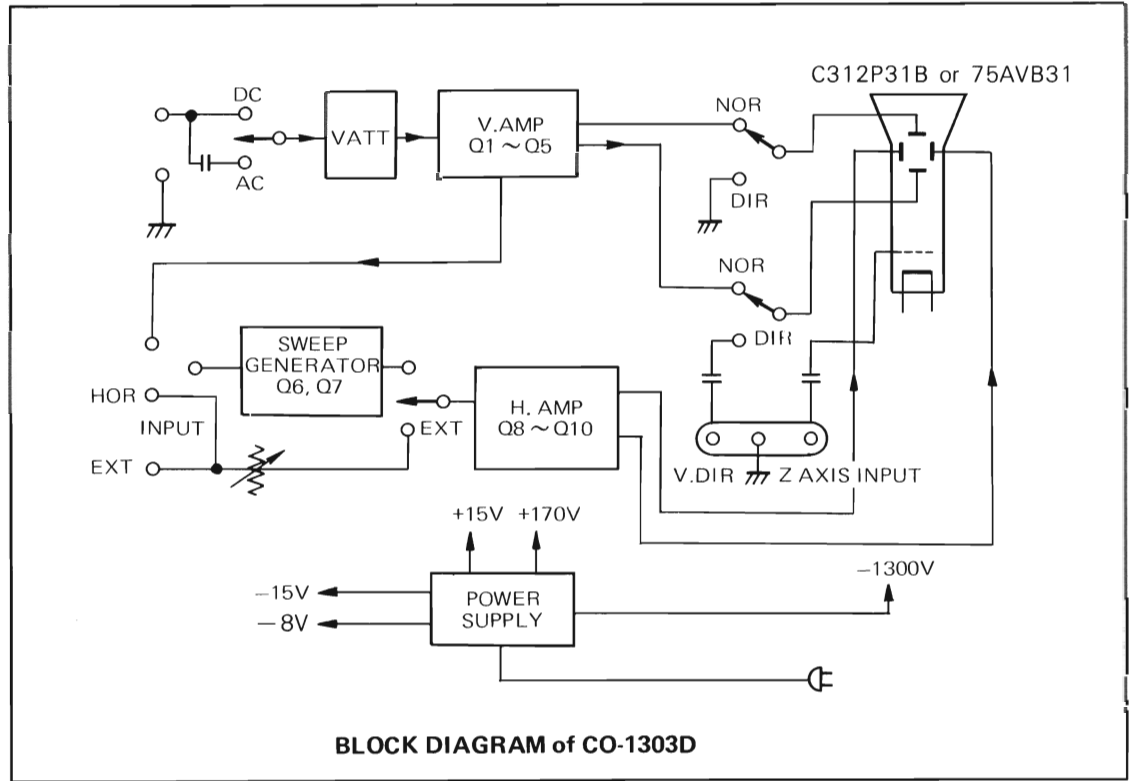 C312P31B or 75AVB31
DC
AC
VATT
V.AMP
Q1 ~ Q5
NOR
DIR
NOR
DIR
SWEEP
GENERATOR
Q6, Q7
HOR
INPUT
EXT
EXT
H. AMP
Q8 ~ Q10
V.DIR
Z AXIS INPUT
+15V +170V
-1300V
-15V
-8V
POWER
SUPPLY
BLOCK DIAGRAM of CO-1303D